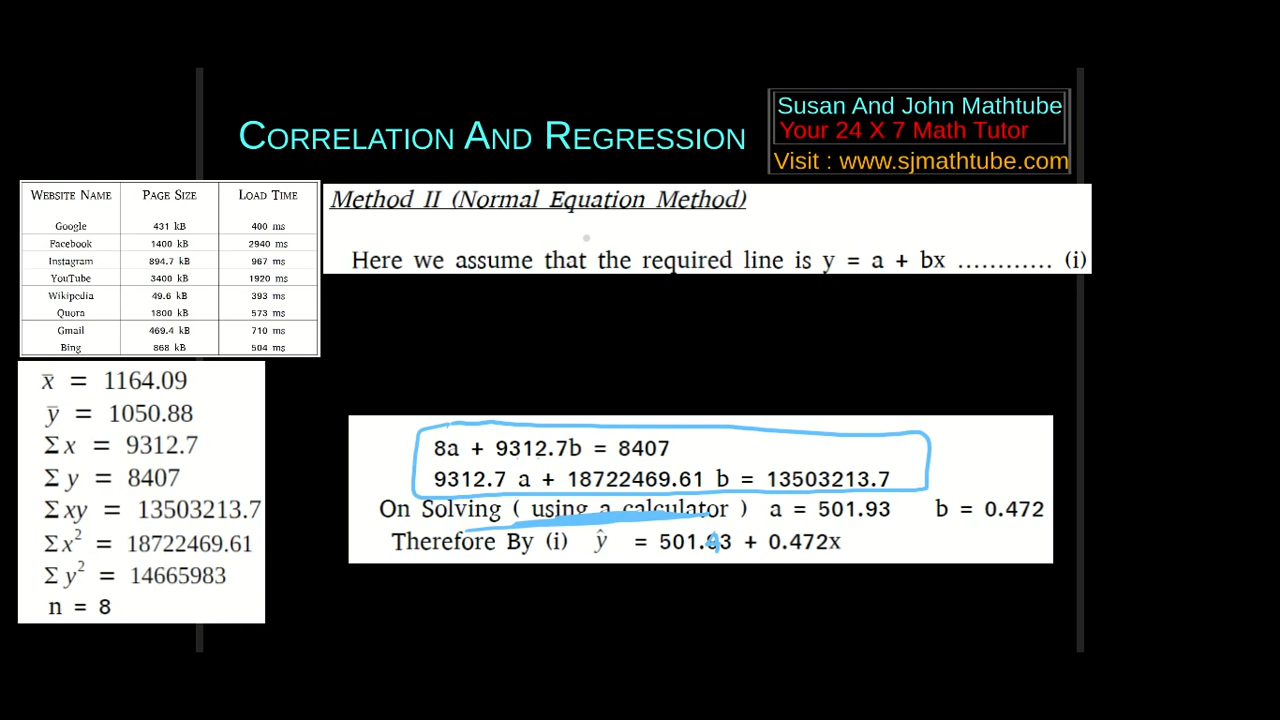 CORRELATION AND REGRESSION
Susan And John Mathtube
Your 24 X 7 Math Tutor
Visit : www.sjmathtube.com
WEBSITE NAME PAGE SIZE LOAD TIME
Google 431 kB 400 ms
Facebook 1400 kB 2940 ms
Instagram 894.7 kB 967 ms
YouTube 3400 kB 1920 ms
Wikipedia 49.6 kB 393 ms
Quora 1800 kB 573 ms
Gmail 469.4 kB 710 ms
Bing 868 kB 504 ms
Method II (Normal Equation Method)
Here we assume that the required line is y = a + bx ............ (i)
x̅ = 1164.09
y̅ = 1050.88
Σ x = 9312.7
Σ y = 8407
Σ xy = 13503213.7
Σ x² = 18722469.61
Σ y² = 14665983
n = 8
8a + 9312.7b = 8407
9312.7 a + 18722469.61 b = 13503213.7
On Solving ( using a calculator ) a = 501.93 b = 0.472
Therefore By (i) ŷ = 501.93 + 0.472x